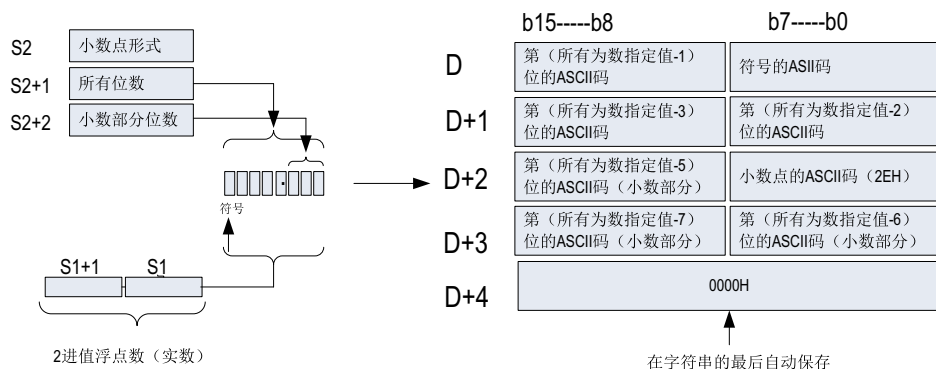 S2
小数点形式
S2+1
所有位数
S2+2
小数部分位数
.
符号
S1+1
S1
2进值浮点数（实数）
b15-----b8
b7-----b0
D
第（所有为数指定值-1）
位的ASCII码
符号的ASII码
D+1
第（所有为数指定值-3）
位的ASCII码
第（所有为数指定值-2）
位的ASCII码
D+2
第（所有为数指定值-5）
位的ASCII码（小数部分）
小数点的ASCII码（2EH）
D+3
第（所有为数指定值-7）
位的ASCII码（小数部分）
第（所有为数指定值-6）
位的ASCII码（小数部分）
D+4
0000H
在字符串的最后自动保存